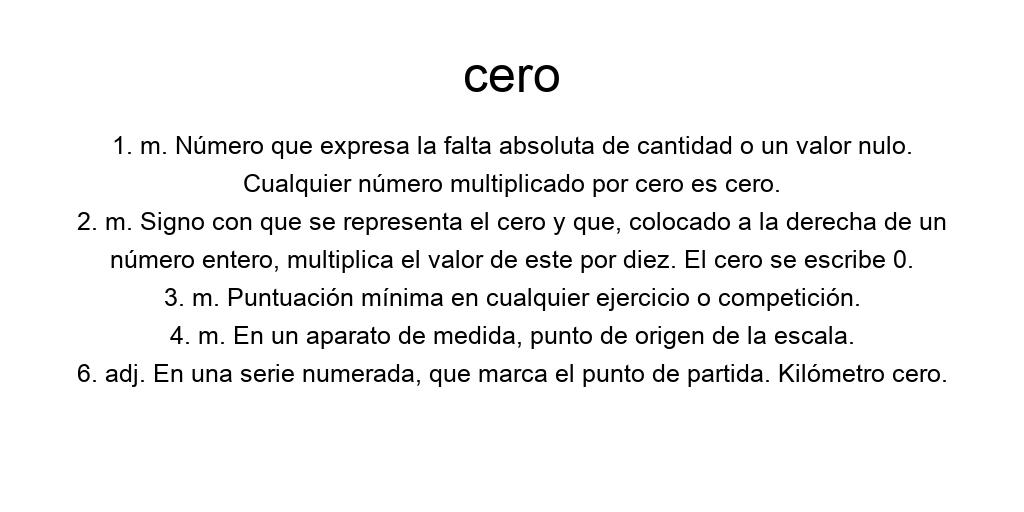 cero
1. m. Número que expresa la falta absoluta de cantidad o un valor nulo.
Cualquier número multiplicado por cero es cero.
2. m. Signo con que se representa el cero y que, colocado a la derecha de un
número entero, multiplica el valor de este por diez. El cero se escribe 0.
3. m. Puntuación mínima en cualquier ejercicio o competición.
4. m. En un aparato de medida, punto de origen de la escala.
6. adj. En una serie numerada, que marca el punto de partida. Kilómetro cero.